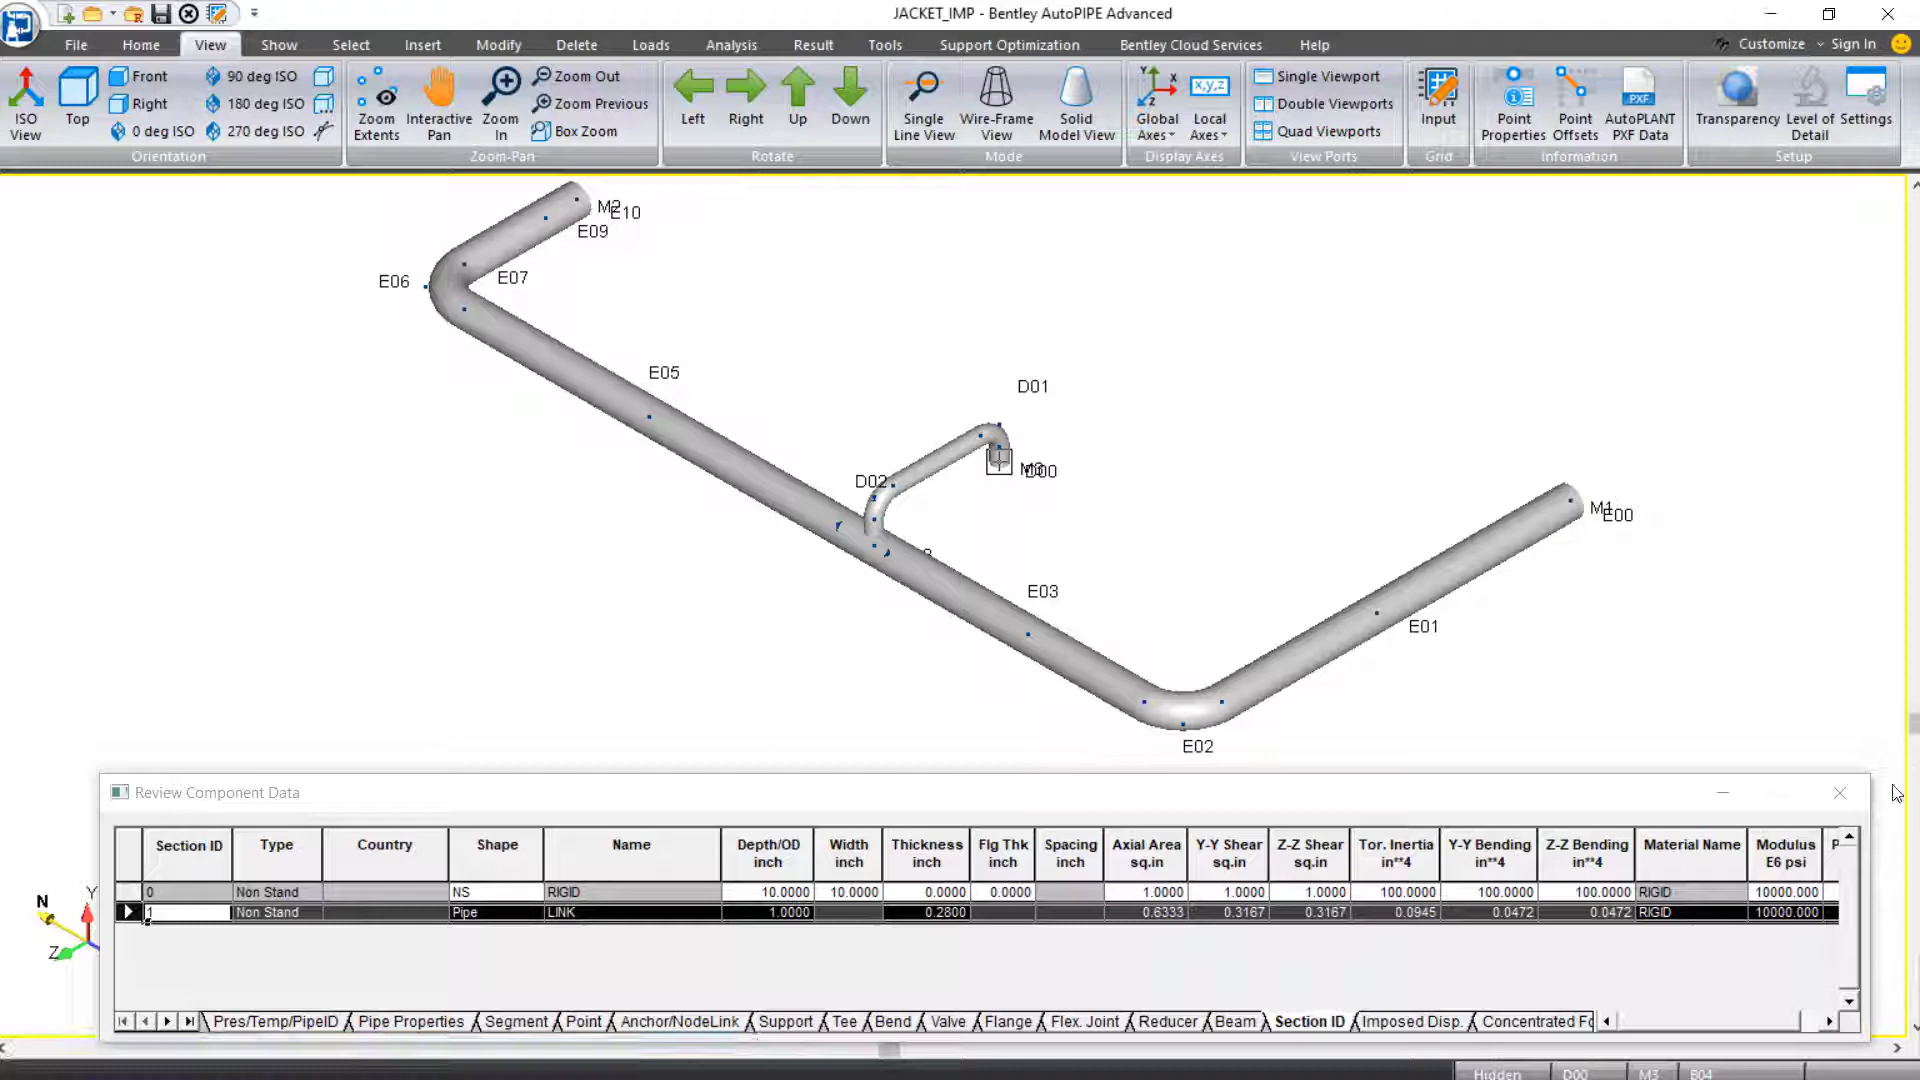 JACKET_IMP - Bentley AutoPIPE Advanced
File Home View Show Select Insert Modify Delete Loads Analysis Result Tools Support Optimization Bentley Cloud Services Help Customize Sign In
ISO View
Top
Front
Right
0 deg ISO
90 deg ISO
180 deg ISO
270 deg ISO
Orientation
Zoom Extents
Interactive Pan
Zoom In
Zoom Out
Zoom Previous
Box Zoom
Zoom-Pan
Left
Right
Up
Down
Rotate
Single Line View
Wire-Frame View
Solid Model View
Mode
Global Axes
x,y,z
Local Axes
Display Axes
Single Viewport
Double Viewports
Quad Viewports
View Ports
Input
Grid
Point Properties
Point Offsets
PXF
AutoPLANT PXF Data
Information
Transparency
Level of Detail
Settings
Setup
M2
E10
E09
E06
E07
E05
D01
D02
D00
M1
E00
E03
E01
E02
N
Y
Z
Review Component Data
Section ID Type Country Shape Name Depth/OD inch Width inch Thickness inch Flg Thk inch Spacing inch Axial Area sq.in Y-Y Shear sq.in Z-Z Shear sq.in Tor. Inertia in**4 Y-Y Bending in**4 Z-Z Bending in**4 Material Name Modulus E6 psi P
0 Non Stand NS RIGID 10.0000 10.0000 0.0000 0.0000 1.0000 1.0000 1.0000 100.0000 100.0000 100.0000 RIGID 10000.000
1 Non Stand Pipe LINK 1.0000 0.2800 0.6333 0.3167 0.3167 0.0945 0.0472 0.0472 RIGID 10000.000
Pres/Temp/PipeID Pipe Properties Segment Point Anchor/NodeLink Support Tee Bend Valve Flange Flex. Joint Reducer Beam Section ID Imposed Disp. Concentrated Fo
Hidden D00 M3 B04